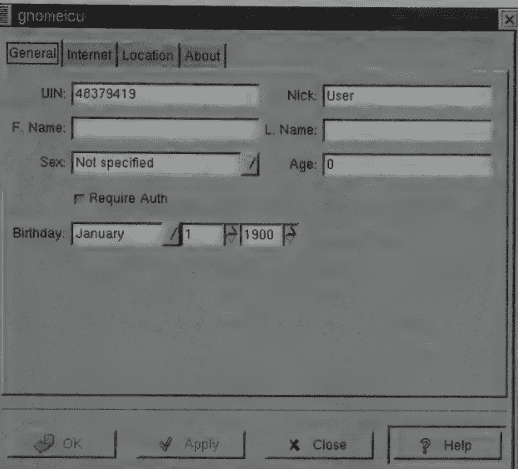 gnomeicu
General Internet Location About
UIN: 48379419 Nick: User
F. Name: L. Name:
Sex: Not specified Age: 0
Require Auth
Birthday: January 1 1900
OK Apply Close Help